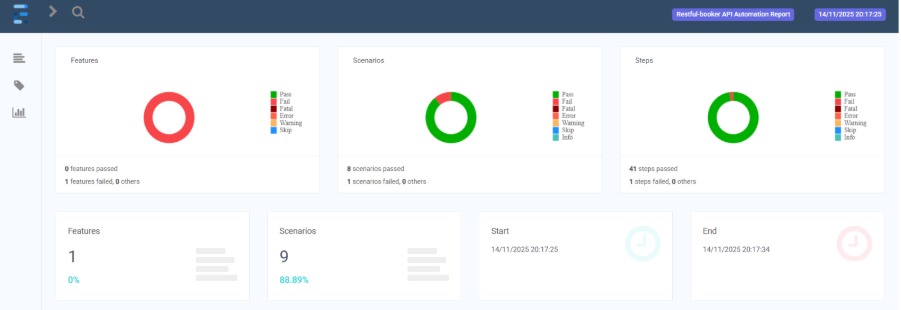 Restful-booker API Automation Report
14/11/2025 20:17:25
Features
Pass
Fail
Fatal
Error
Warning
Skip
0 features passed
1 features failed, 0 others
Scenarios
Pass
Fail
Fatal
Error
Warning
Skip
Info
8 scenarios passed
1 scenarios failed, 0 others
Steps
Pass
Fail
Fatal
Error
Warning
Skip
Info
41 steps passed
1 steps failed, 0 others
Features
1
0%
Scenarios
9
88.89%
Start
14/11/2025 20:17:25
End
14/11/2025 20:17:34